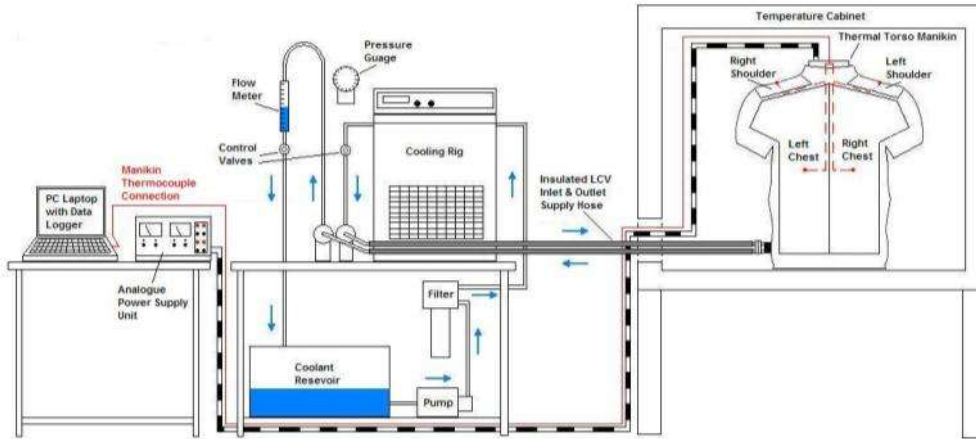 Temperature Cabinet
Thermal Torso Manikin
Right
Shoulder
Left
Shoulder
Left
Chest
Right
Chest
Pressure
Guage
Flow
Meter
Control
Valves
Cooling Rig
Insulated LCV
Inlet & Outlet
Supply Hose
Manikin
Thermocouple
Connection
PC Laptop
with Data
Logger
Analogue
Power Supply
Unit
Filter
Coolant
Resevoir
Pump